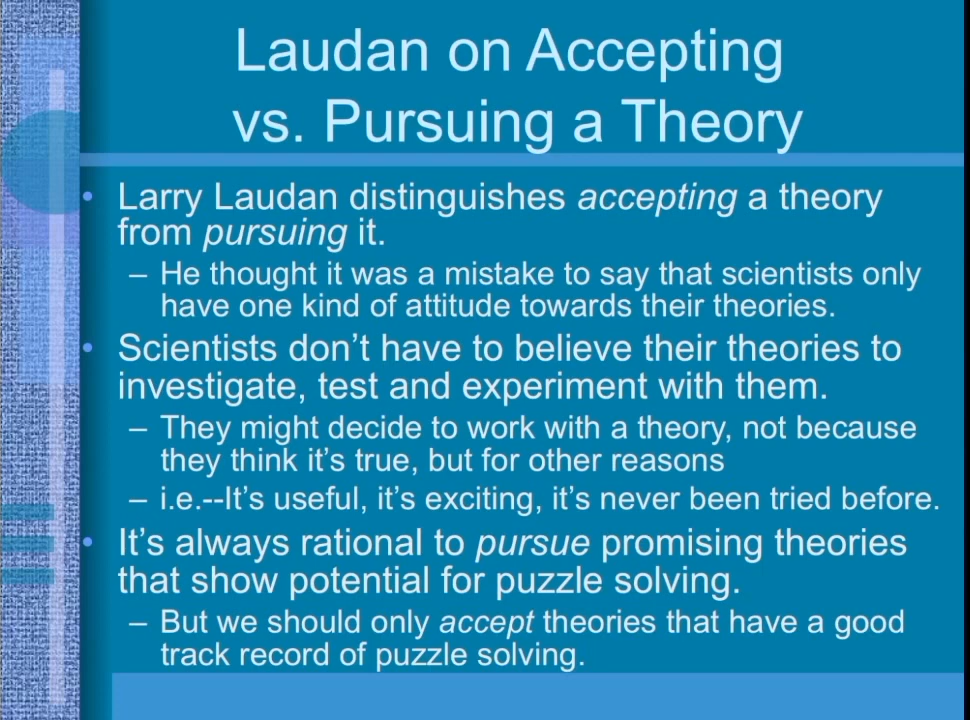 Laudan on Accepting
vs. Pursuing a Theory
• Larry Laudan distinguishes accepting a theory
from pursuing it.
– He thought it was a mistake to say that scientists only
have one kind of attitude towards their theories.
• Scientists don’t have to believe their theories to
investigate, test and experiment with them.
– They might decide to work with a theory, not because
they think it’s true, but for other reasons
– i.e.--It’s useful, it’s exciting, it’s never been tried before.
• It’s always rational to pursue promising theories
that show potential for puzzle solving.
– But we should only accept theories that have a good
track record of puzzle solving.